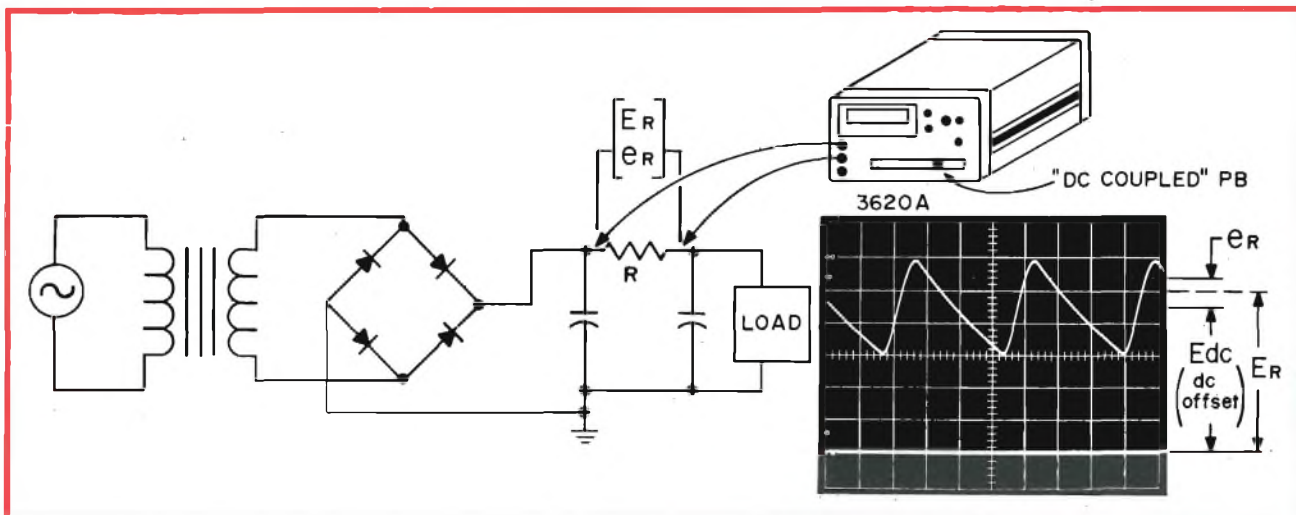 ER
eR
R
LOAD
"DC COUPLED" PB
3620A
eR
Edc
(dc
offset)
ER